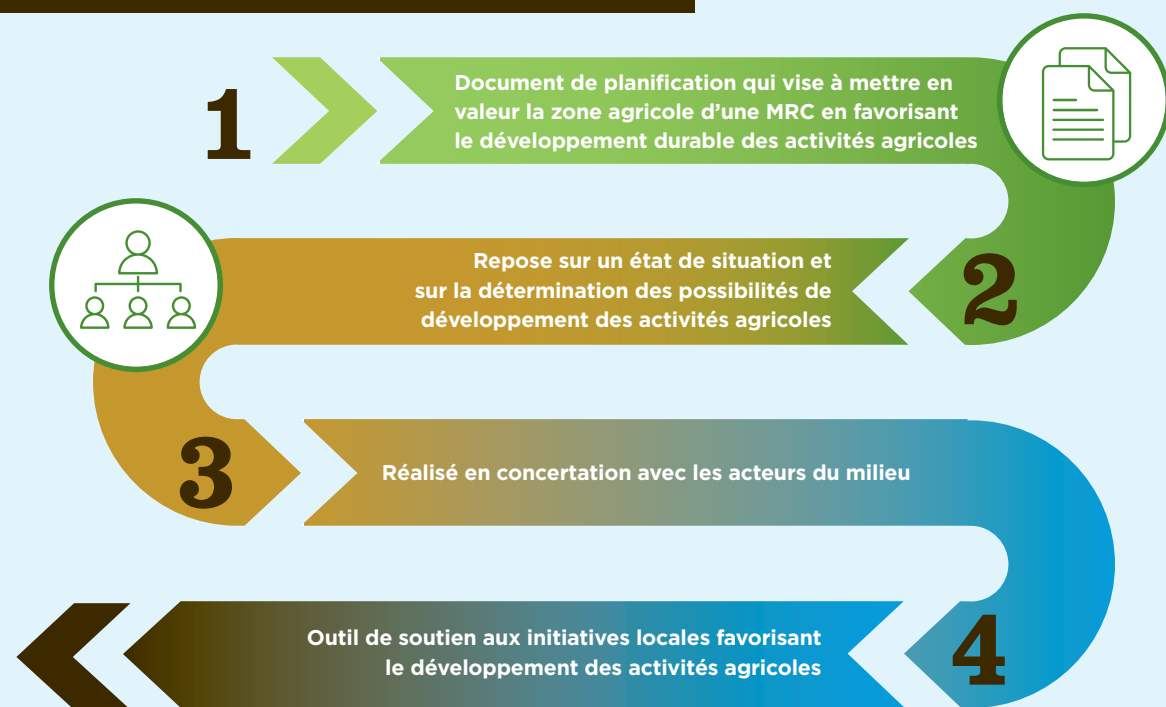 1
Document de planification qui vise à mettre en
valeur la zone agricole d’une MRC en favorisant
le développement durable des activités agricoles
2
Repose sur un état de situation et
sur la détermination des possibilités de
développement des activités agricoles
3
Réalisé en concertation avec les acteurs du milieu
4
Outil de soutien aux initiatives locales favorisant
le développement des activités agricoles